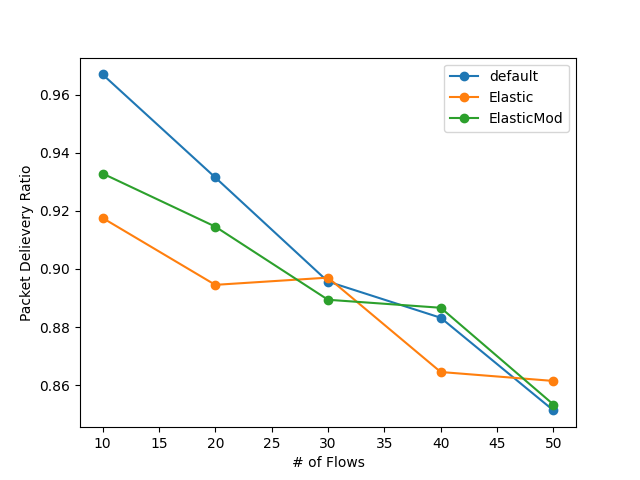 default
Elastic
ElasticMod
Packet Delievery Ratio
0.96
0.94
0.92
0.90
0.88
0.86
10 15 20 25 30 35 40 45 50
# of Flows